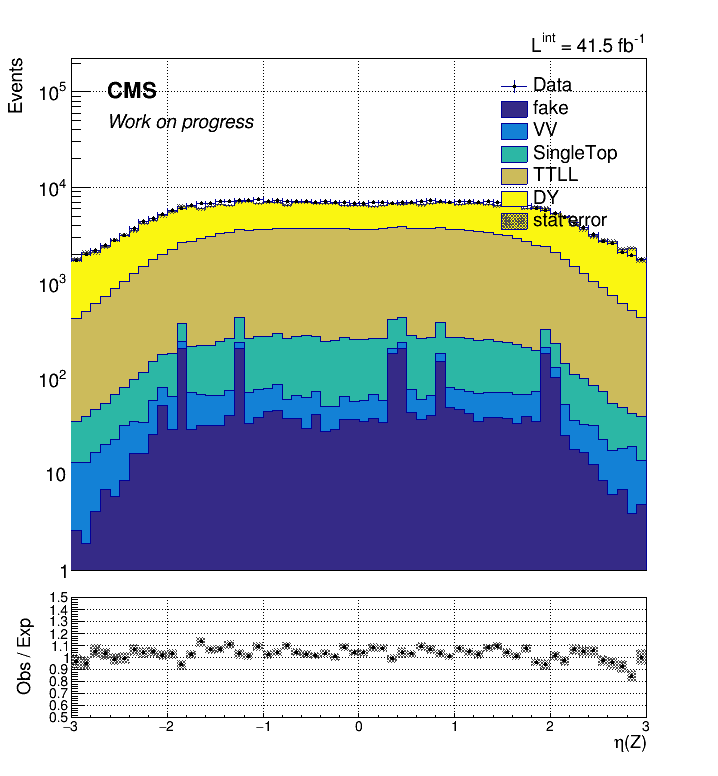 L^int = 41.5 fb^-1
Events
CMS
Work on progress
Data
fake
VV
SingleTop
TTLL
DY
stat error
10^5
10^4
10^3
10^2
10
1
Obs / Exp
1.5
1.4
1.3
1.2
1.1
1
0.9
0.8
0.7
0.6
0.5
−3 −2 −1 0 1 2 3
η(Z)